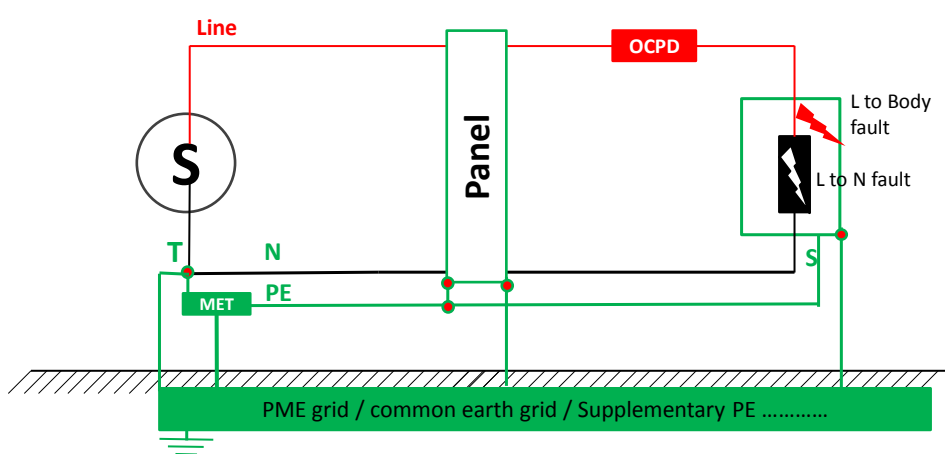 Line
OCPD
L to Body
fault
Panel
S
L to N fault
T
N
S
PE
MET
PME grid / common earth grid / Supplementary PE …………